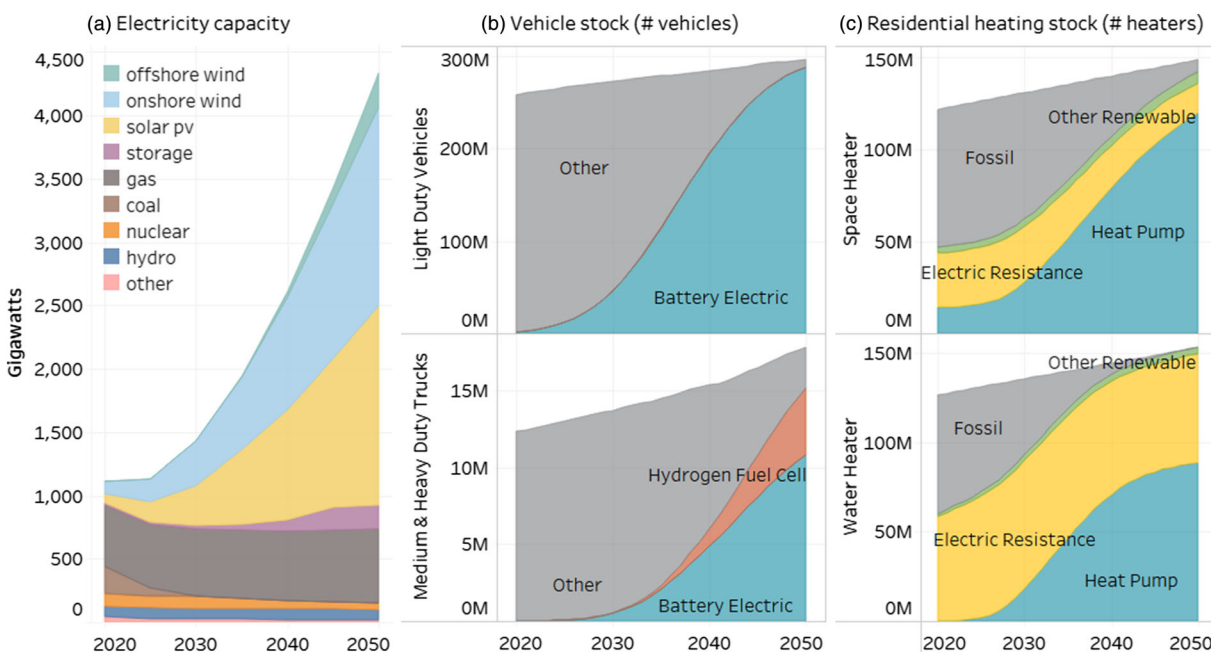 (a) Electricity capacity
Gigawatts
4,500
4,000
3,500
3,000
2,500
2,000
1,500
1,000
500
0
offshore wind
onshore wind
solar pv
storage
gas
coal
nuclear
hydro
other
2020 2030 2040 2050
(b) Vehicle stock (# vehicles)
Light Duty Vehicles
300M
200M
100M
0M
Other
Battery Electric
Medium & Heavy Duty Trucks
15M
10M
5M
0M
Hydrogen Fuel Cell
Other
Battery Electric
2020 2030 2040 2050
(c) Residential heating stock (# heaters)
Space Heater
150M
100M
50M
0M
Other Renewable
Fossil
Heat Pump
Electric Resistance
Water Heater
150M
100M
50M
0M
Other Renewable
Fossil
Electric Resistance
Heat Pump
2020 2030 2040 2050